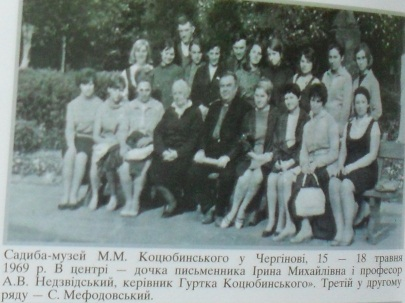 Садиба-музей М.М. Коцюбинського у Чергінові, 15 – 18 травня
1969 р. В центрі – дочка письменника Ірина Михайлівна і професор
А.В. Недзвідський, керівник Гуртка Коцюбинського». Третій у другому
ряду – С. Мефодовський.